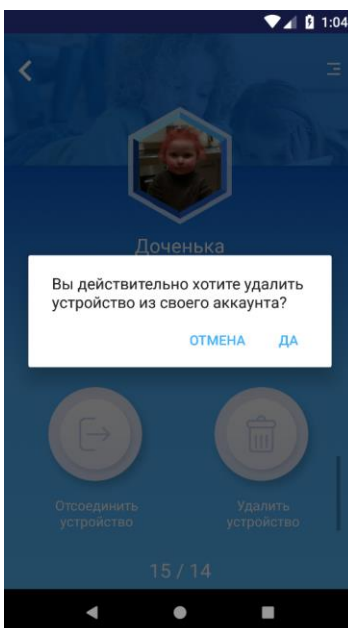 1:04
Доченька
Вы действительно хотите удалить
устройство из своего аккаунта?
ОТМЕНА ДА
Отсоединить
устройство
Удалить
устройство
15 / 14